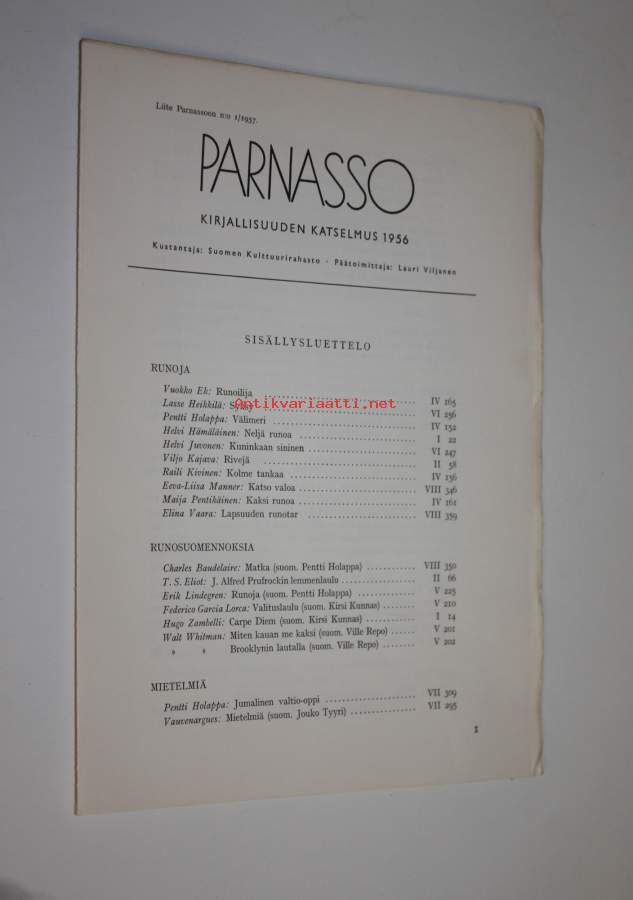 Liite Parnassoon n:o 1/1957.
PARNASSO
KIRJALLISUUDEN KATSELMUS 1956
Kustantaja: Suomen Kulttuurirahasto - Päätoimittaja: Lauri Viljanen
SISÄLLYSLUETTELO
RUNOJA
Vuokko Eh: Runoilija ........ IV 165
Lasse Heikkilä: ........ VI 256
Antikvariaatti.net
Pentti Holappa: Välimeri ........ IV 152
Helvi Hämäläinen: Neljä runoa ........ I 22
Helvi Juvonen: Kuninkaan sininen ........ VI 247
Viljo Kajava: Rivejä ........ II 58
Raili Kivinen: Kolme tankaa ........ IV 156
Eeva-Liisa Manner: Katso valoa ........ VIII 346
Maija Pentikäinen: Kaksi runoa ........ IV 161
Elina Vaara: Lapsuuden runotar ........ VIII 359
RUNOSUOMENNOKSIA
Charles Baudelaire: Matka (suom. Pentti Holappa) ........ VIII 350
T. S. Eliot: J. Alfred Prufrockin lemmenlaulu ........ II 66
Erik Lindegren: Runoja (suom. Pentti Holappa) ........ V 225
Federico Garcia Lorca: Valituslaulu (suom. Kirsi Kunnas) ........ V 210
Hugo Zambelli: Carpe Diem (suom. Kirsi Kunnas) ........ I 14
Walt Whitman: Miten kauan me kaksi (suom. Ville Repo) ........ V 201
» » Brooklynin lautalla (suom. Ville Repo) ........ V 202
MIETELMIÄ
Pentti Holappa: Jumalinen valtio-oppi ........ VII 309
Vauvenargues: Mietelmiä (suom. Jouko Tyyri) ........ VII 295
I